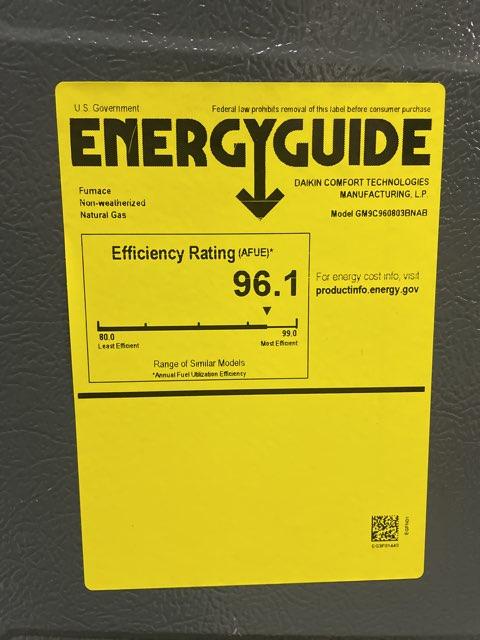 U.S. Government
Federal law prohibits removal of this label before consumer purchase
ENERGYGUIDE
Furnace
Non-weatherized
Natural Gas
DAIKIN COMFORT TECHNOLOGIES
MANUFACTURING, L.P.
Model GM9C960803BNAB
Efficiency Rating (AFUE)*
96.1
80.0
Least Efficient
99.0
Most Efficient
Range of Similar Models
*Annual Fuel Utilization Efficiency
For energy cost info, visit
productinfo.energy.gov